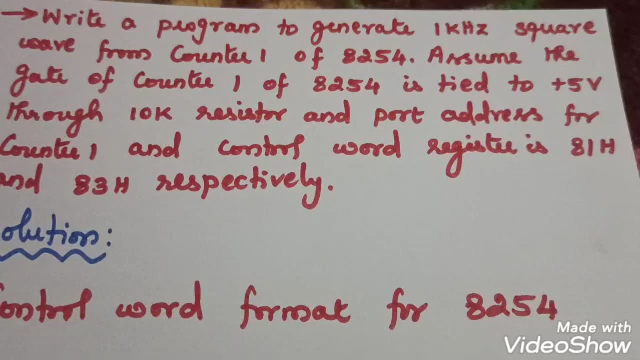 → Write a program to generate 1KHz square
wave from Counter 1 of 8254. Assume the
gate of Counter 1 of 8254 is tied to +5V
through 10K resistor and port address for
Counter 1 and control word register is 81H
and 83H respectively.
olution:
ontrol word format for 8254
Made with
VideoShow